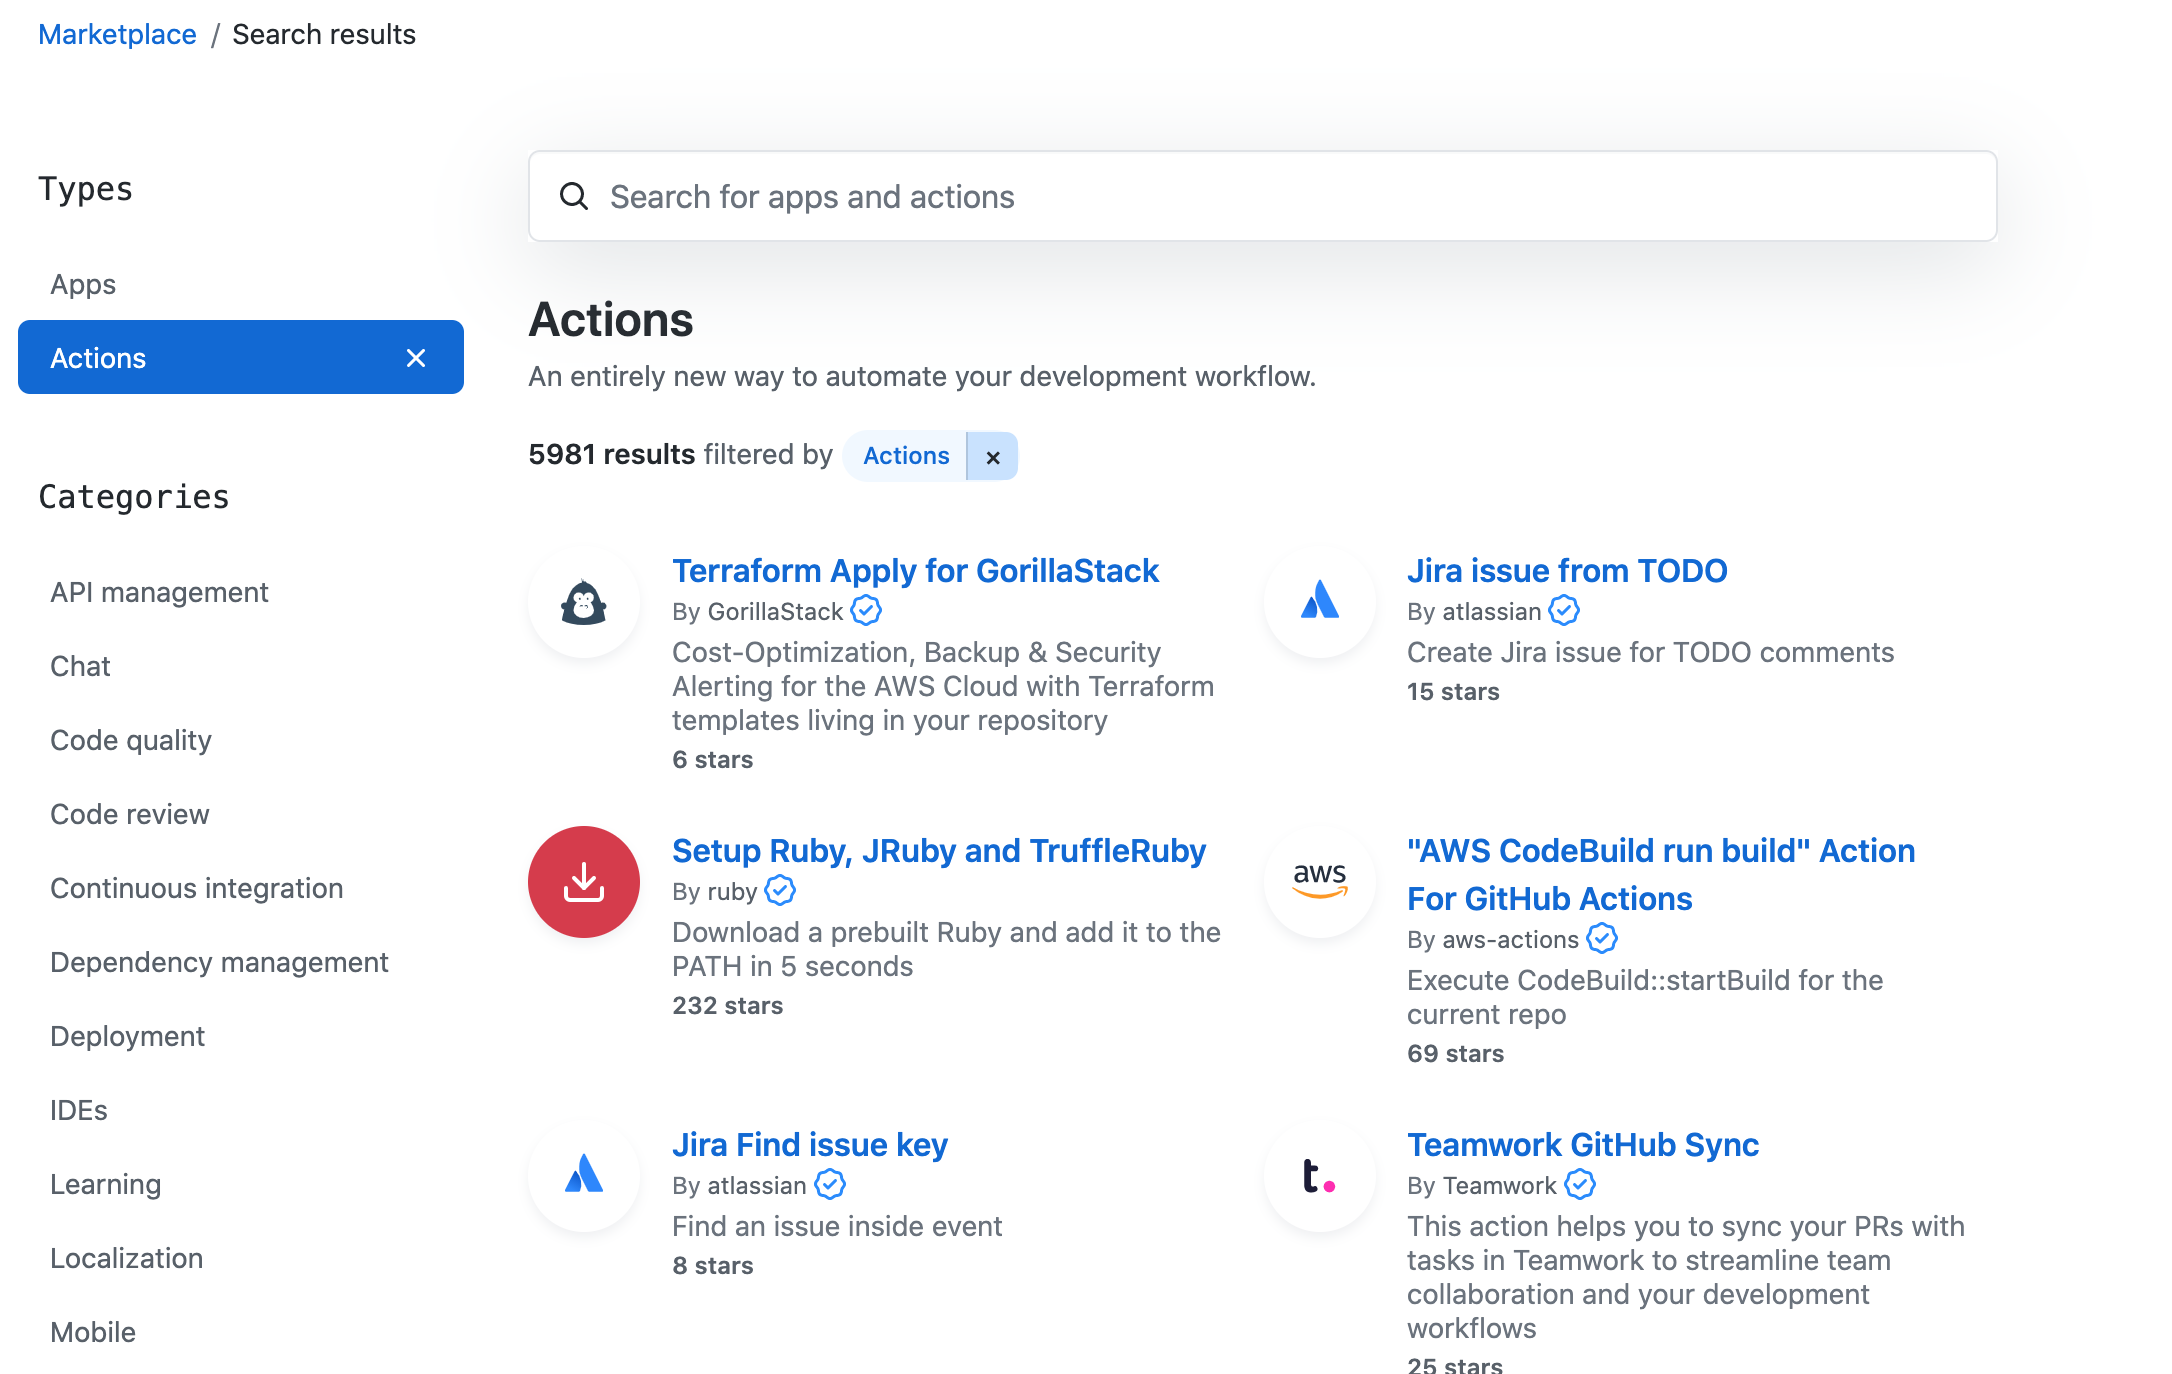 Marketplace / Search results
Types
Apps
Actions
Categories
API management
Chat
Code quality
Code review
Continuous integration
Dependency management
Deployment
IDEs
Learning
Localization
Mobile
Search for apps and actions
Actions
An entirely new way to automate your development workflow.
5981 results filtered by Actions ×
Terraform Apply for GorillaStack
By GorillaStack
Cost-Optimization, Backup & Security
Alerting for the AWS Cloud with Terraform
templates living in your repository
6 stars
Jira issue from TODO
By atlassian
Create Jira issue for TODO comments
15 stars
Setup Ruby, JRuby and TruffleRuby
By ruby
Download a prebuilt Ruby and add it to the
PATH in 5 seconds
232 stars
aws
"AWS CodeBuild run build" Action
For GitHub Actions
By aws-actions
Execute CodeBuild::startBuild for the
current repo
69 stars
Jira Find issue key
By atlassian
Find an issue inside event
8 stars
t.
Teamwork GitHub Sync
By Teamwork
This action helps you to sync your PRs with
tasks in Teamwork to streamline team
collaboration and your development
workflows
25 stars